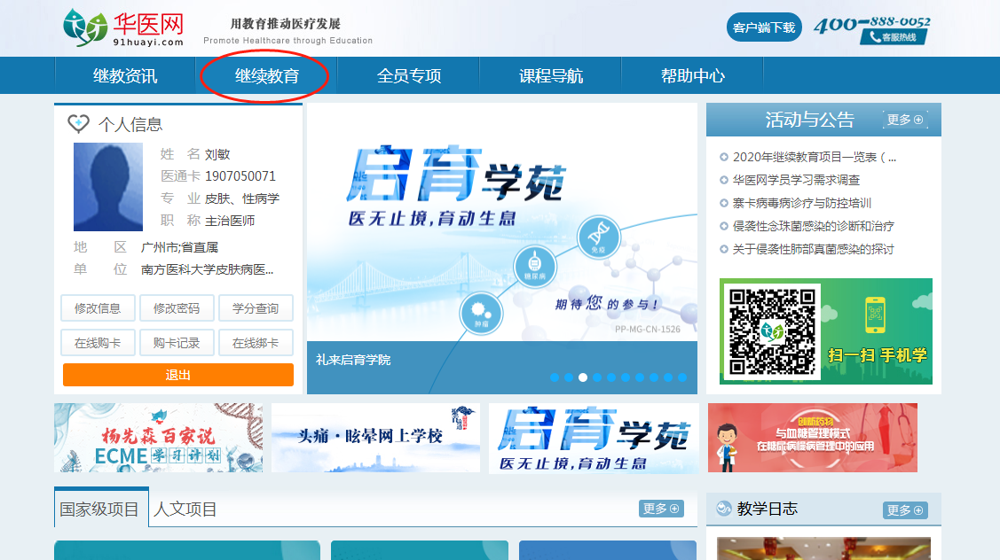 华医网
91huayi.com
用教育推动医疗发展
Promote Healthcare through Education
客户端下载
400-888-0052
客服热线
继教资讯
继续教育
全员专项
课程导航
帮助中心
个人信息
姓 名 刘敏
医通卡 1907050071
专 业 皮肤、性病学
职 称 主治医师
地 区 广州市;省直属
单 位 南方医科大学皮肤病医...
修改信息
修改密码
学分查询
在线购卡
购卡记录
在线绑卡
退出
启育学苑
医无止境,育动生息
免疫
糖尿病
肿瘤
期待您的参与!
PP-MG-CN-1526
礼来启育学院
活动与公告
更多
2020年继续教育项目一览表（...
华医网学员学习需求调查
寨卡病毒病诊疗与防控培训
侵袭性念珠菌感染的诊断和治疗
关于侵袭性肺部真菌感染的探讨
扫一扫 手机学
杨先森百家说
ECME学习计划
头痛·眩晕网上学校
启育学苑
医无止境,育动生息
创新药物
与血糖管理模式
在糖尿病慢病管理中的应用
国家级项目
人文项目
更多
教学日志
更多